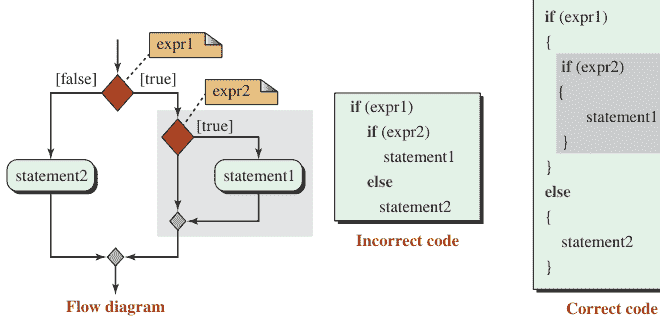 expr1
[false]
[true]
expr2
[true]
statement2
statement1
Flow diagram
if (expr1)
if (expr2)
statement1
else
statement2
Incorrect code
if (expr1)
{
if (expr2)
{
statement1
}
}
else
{
statement2
}
Correct code